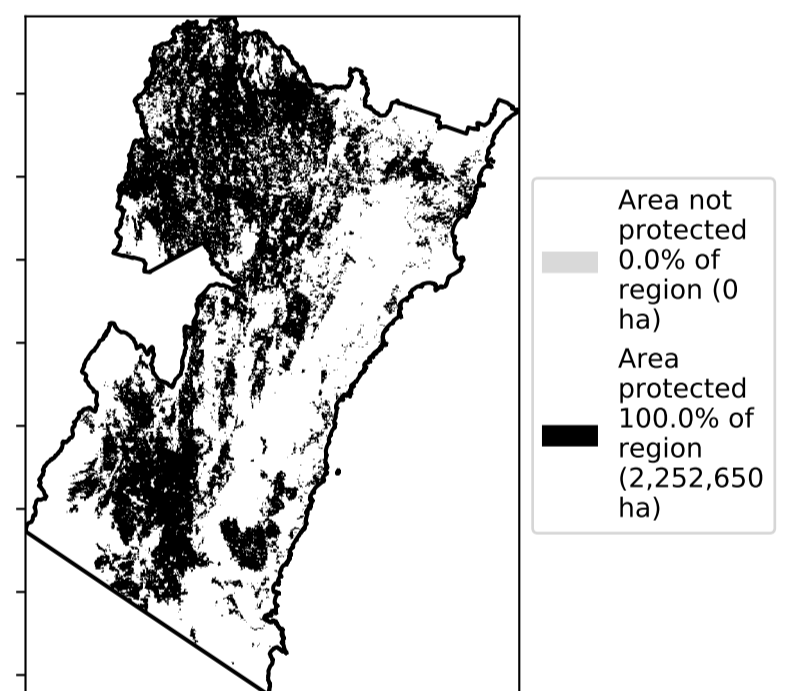 Area not
protected
0.0% of
region (0
ha)
Area
protected
100.0% of
region
(2,252,650
ha)